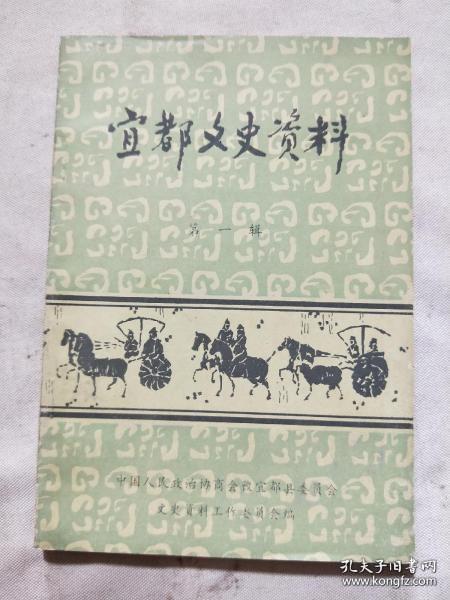 宜都文史资料
第一辑
中国人民政治协商会议宜都县委员会
文史资料工作委员会编
孔夫子旧书网
www.kongfz.com